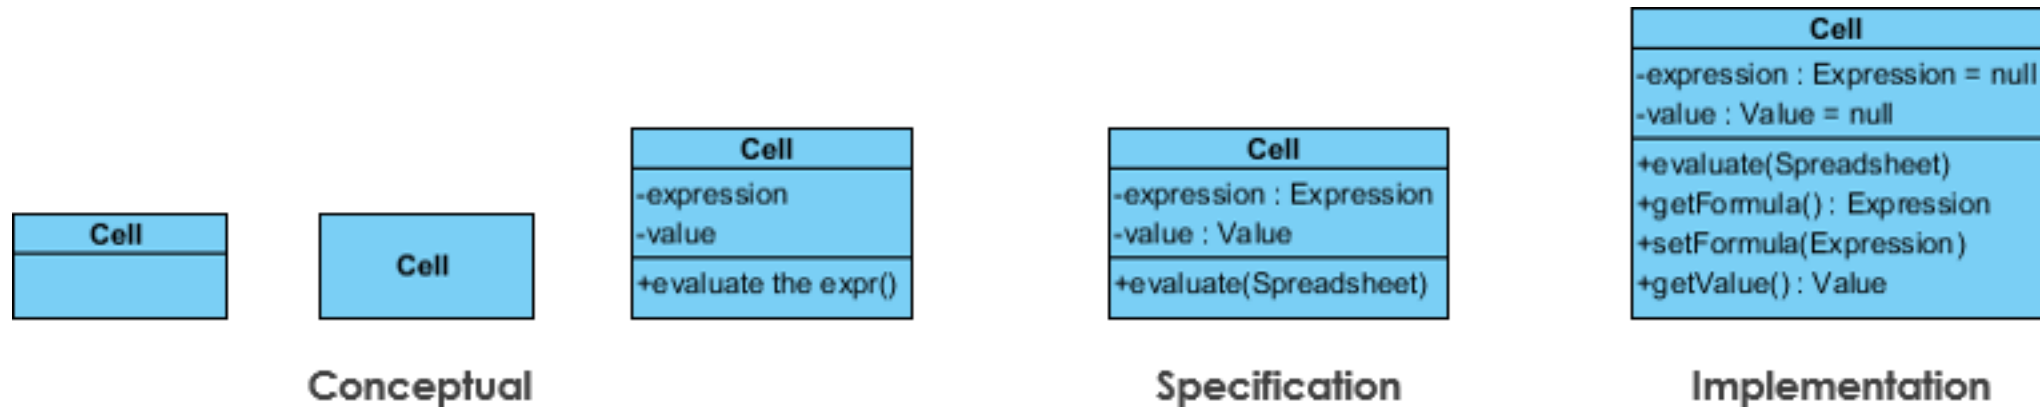 Cell
Cell
Cell
-expression
-value
+evaluate the expr()
Conceptual
Cell
-expression : Expression
-value : Value
+evaluate(Spreadsheet)
Specification
Cell
-expression : Expression = null
-value : Value = null
+evaluate(Spreadsheet)
+getFormula() : Expression
+setFormula(Expression)
+getValue() : Value
Implementation